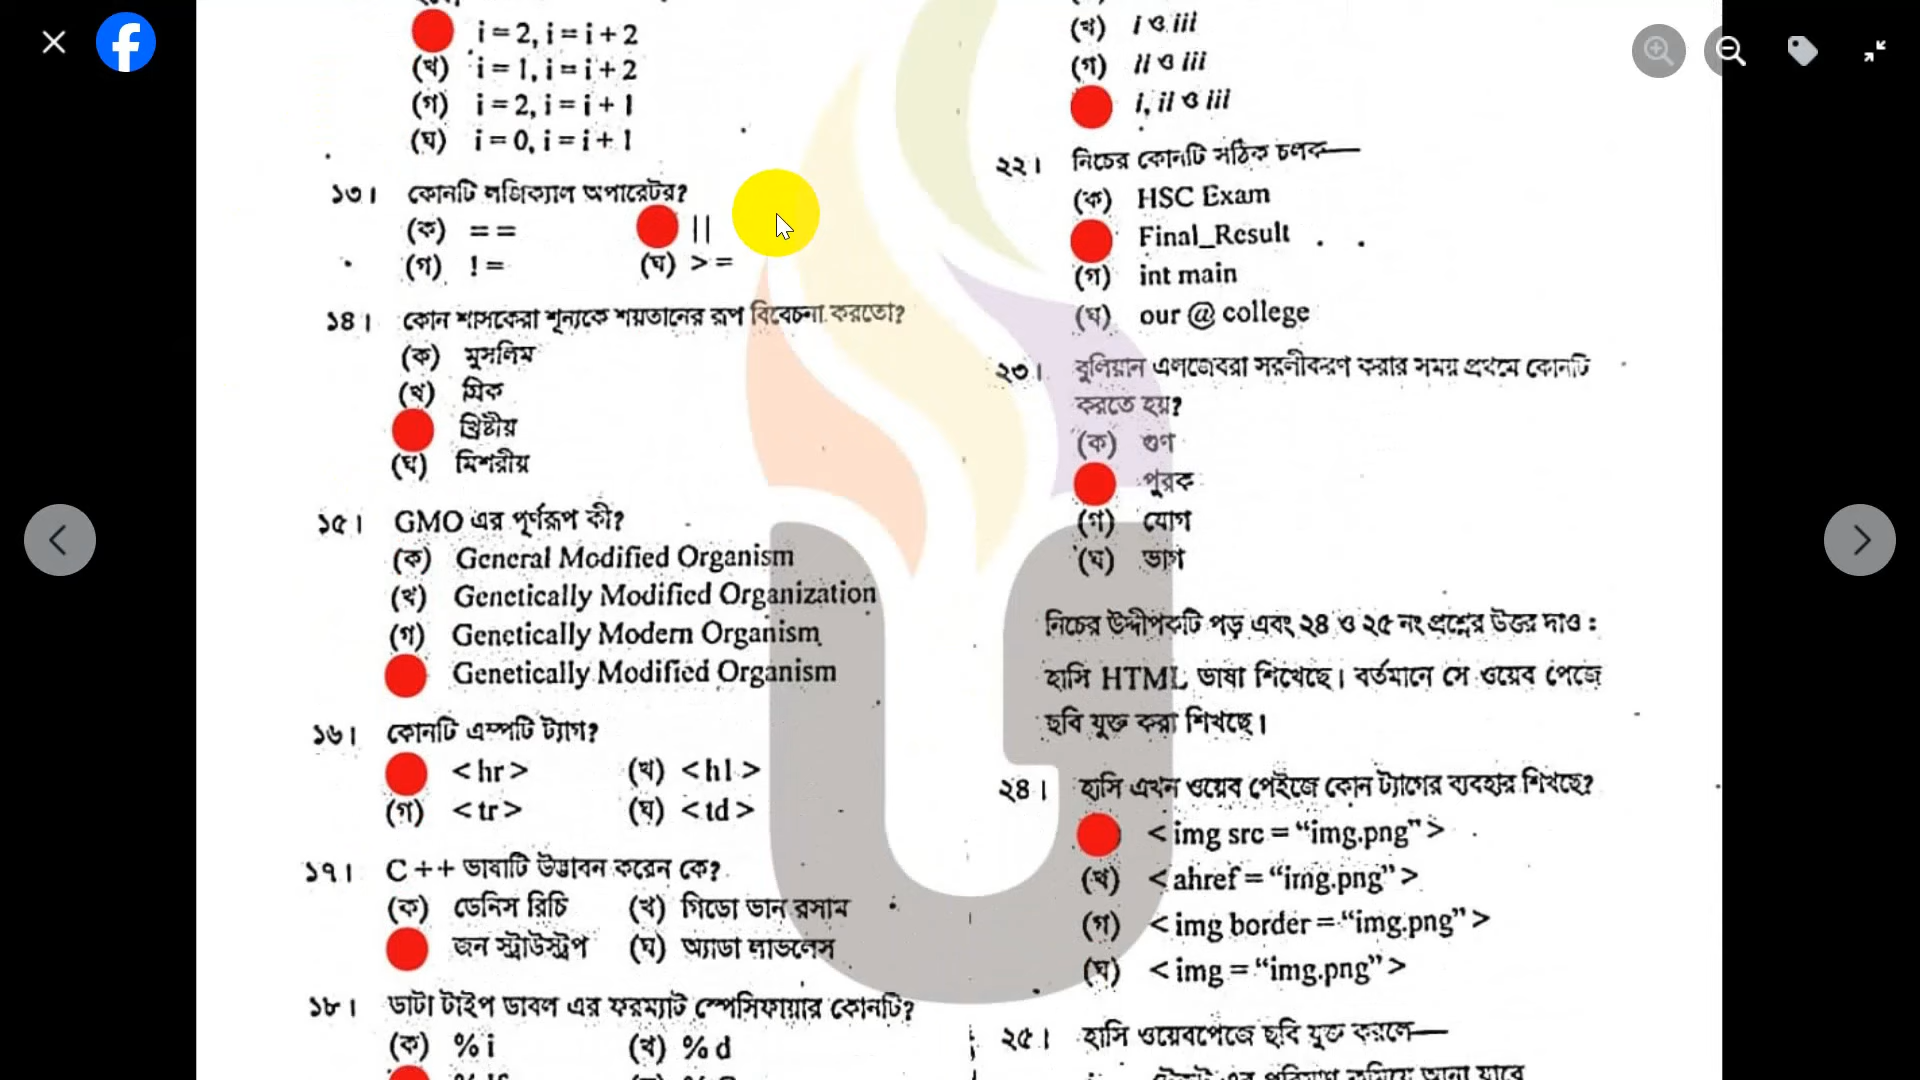 i = 2, i = i + 2
(খ) i = 1, i = i + 2
(গ) i = 2, i = i + 1
(ঘ) i = 0, i = i + 1
১৩। কোনটি লজিক্যাল অপারেটর?
(ক) = =
||
(গ) ! =
(ঘ) > =
১৪। কোন শাসকেরা শূন্যকে শয়তানের রূপ বিবেচনা করতো?
(ক) মুসলিম
(খ) গ্রিক
খ্রিষ্টীয়
(ঘ) মিশরীয়
১৫। GMO এর পূর্ণরূপ কী?
(ক) General Modified Organism
(খ) Genetically Modified Organization
(গ) Genetically Modern Organism
Genetically Modified Organism
১৬। কোনটি এম্পটি ট্যাগ?
< hr >
(খ) < h1 >
(গ) < tr >
(ঘ) < td >
১৭। C + + ভাষাটি উদ্ভাবন করেন কে?
(ক) ডেনিস রিচি
(খ) গিডো ভান রসাম
জন স্ট্রাউস্ট্রপ
(ঘ) অ্যাডা লাভলেস
১৮। ডাটা টাইপ ডাবল এর ফরম্যাট স্পেসিফায়ার কোনটি?
(ক) % i
(খ) % d
(খ) i ও iii
(গ) ii ও iii
i, ii ও iii
২২। নিচের কোনটি সঠিক চলক—
(ক) HSC Exam
Final_Result
(গ) int main
(ঘ) our @ college
২৩। বুলিয়ান এলজেবরা সরলীকরণ করার সময় প্রথমে কোনটি
করতে হয়?
(ক) গুণ
পুরক
(গ) যোগ
(ঘ) ভাগ
নিচের উদ্দীপকটি পড় এবং ২৪ ও ২৫ নং প্রশ্নের উত্তর দাও :
হাসি HTML ভাষা শিখেছে। বর্তমানে সে ওয়েব পেজে
ছবি যুক্ত করা শিখছে।
২৪। হাসি এখন ওয়েব পেইজে কোন ট্যাগের ব্যবহার শিখছে?
< img src = “img.png” >
(খ) < ahref = “img.png” >
(গ) < img border = “img.png” >
(ঘ) < img = “img.png” >
২৫। হাসি ওয়েবপেজে ছবি যুক্ত করলে—